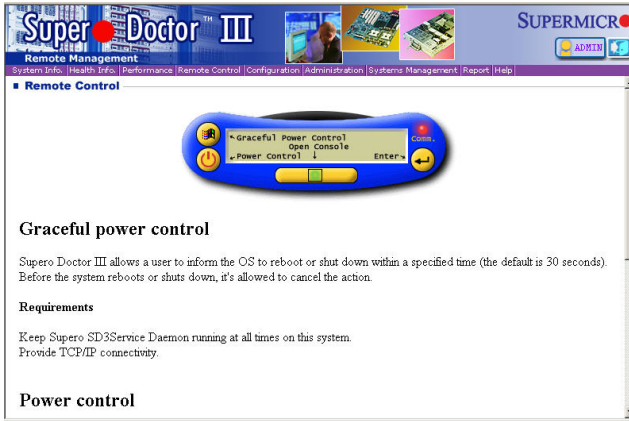 Supero Doctor™ III
SUPERMICR
Remote Management
ADMIN
System Info. Health Info. Performance Remote Control Configuration Administration Systems Management Report Help
Remote Control
Graceful Power Control
Open Console
Power Control
Enter
Comm.
Graceful power control
Supero Doctor III allows a user to inform the OS to reboot or shut down within a specified time (the default is 30 seconds).
Before the system reboots or shuts down, it's allowed to cancel the action.
Requirements
Keep Supero SD3Service Daemon running at all times on this system.
Provide TCP/IP connectivity.
Power control